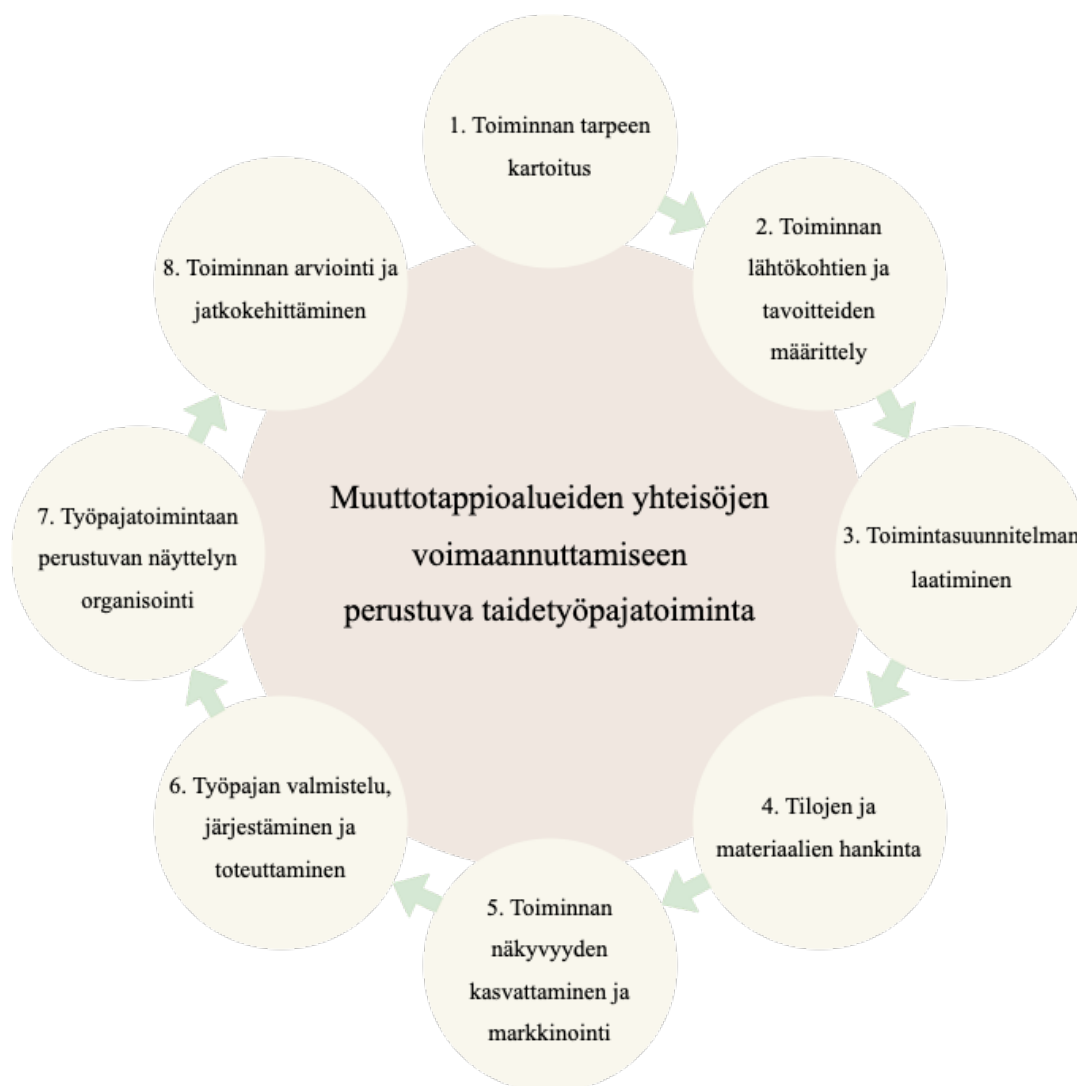 1. Toiminnan tarpeen
kartoitus
2. Toiminnan
lähtökohtien ja
tavoitteiden
määrittely
3. Toimintasuunnitelman
laatiminen
4. Tilojen ja
materiaalien hankinta
5. Toiminnan
näkyvyyden
kasvattaminen ja
markkinointi
6. Työpajan valmistelu,
järjestäminen ja
toteuttaminen
7. Työpajatoimintaan
perustuvan näyttelyn
organisointi
8. Toiminnan arviointi ja
jatkokehittäminen
Muuttotappioalueiden yhteisöjen
voimaannuttamiseen
perustuva taidetyöpajatoiminta